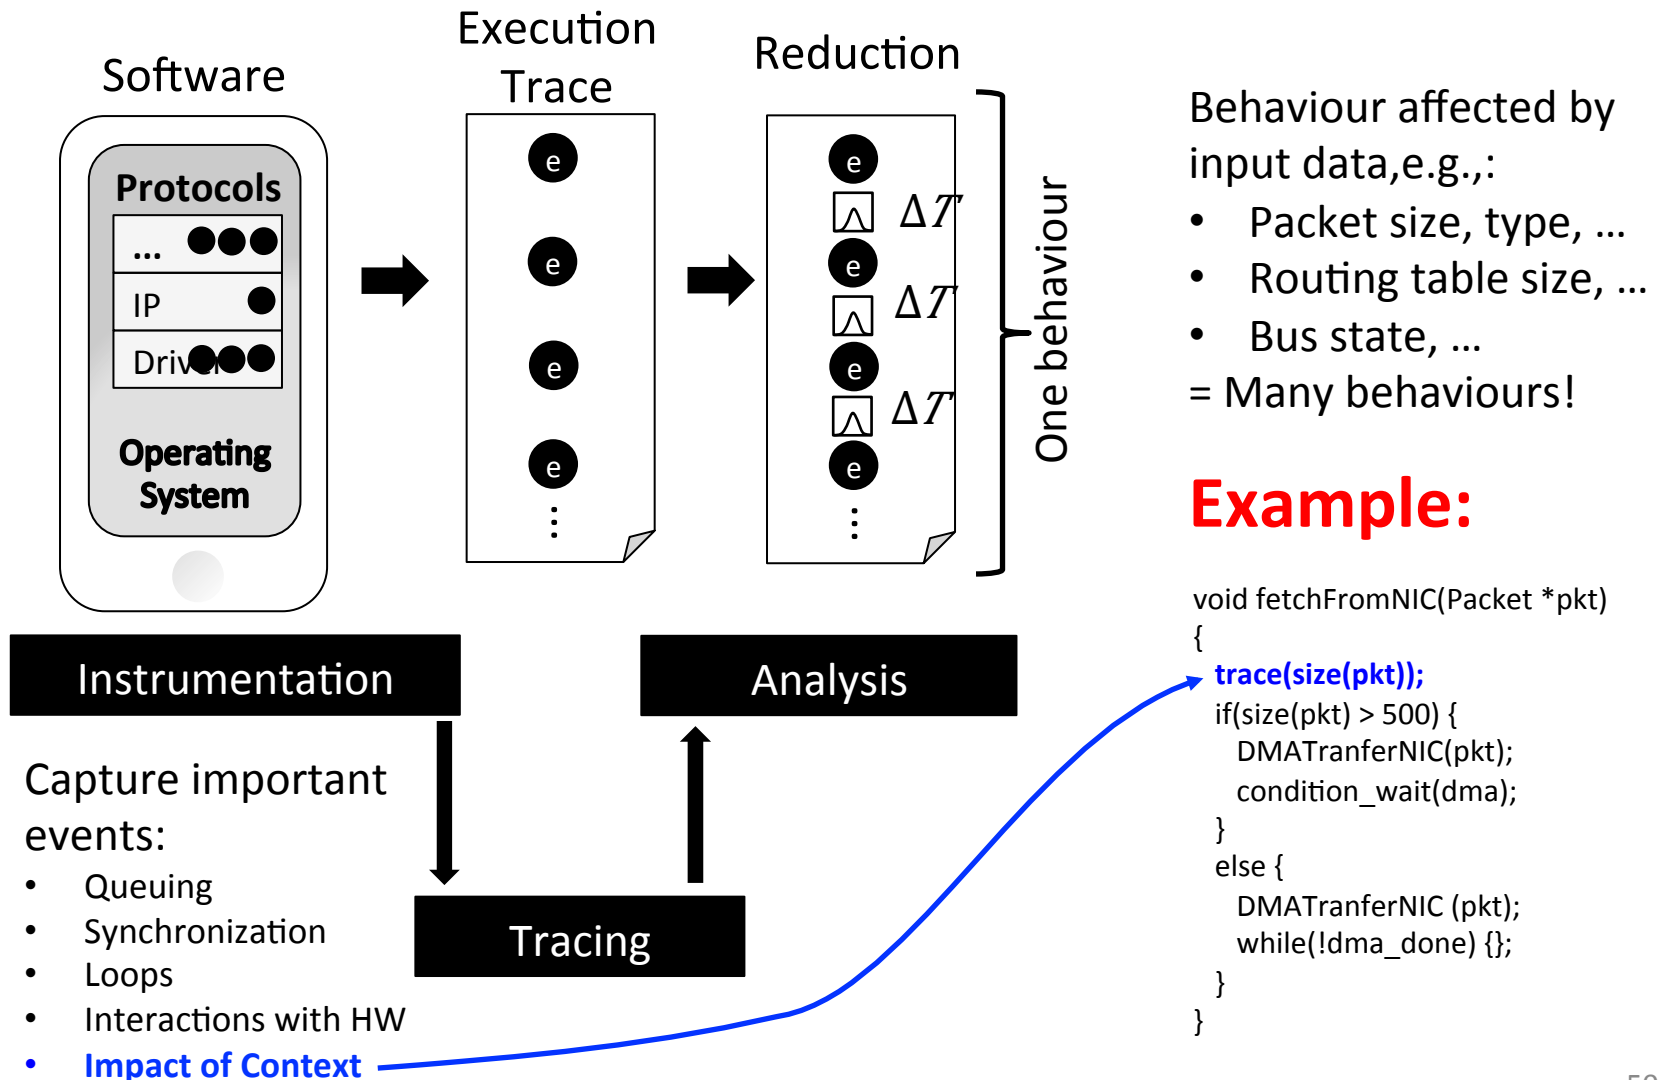 Software
Protocols
...
IP
Driver
Operating
System
Execution
Trace
e
e
e
e
⋮
Reduction
e
ΔT
e
ΔT
e
ΔT
e
⋮
One behaviour
Instrumentation
Analysis
Tracing
Capture important
events:
• Queuing
• Synchronization
• Loops
• Interactions with HW
• Impact of Context
Behaviour affected by
input data,e.g.,:
• Packet size, type, ...
• Routing table size, ...
• Bus state, ...
= Many behaviours!
Example:
void fetchFromNIC(Packet *pkt)
{
trace(size(pkt));
if(size(pkt) > 500) {
DMATranferNIC(pkt);
condition_wait(dma);
}
else {
DMATranferNIC (pkt);
while(!dma_done) {};
}
}